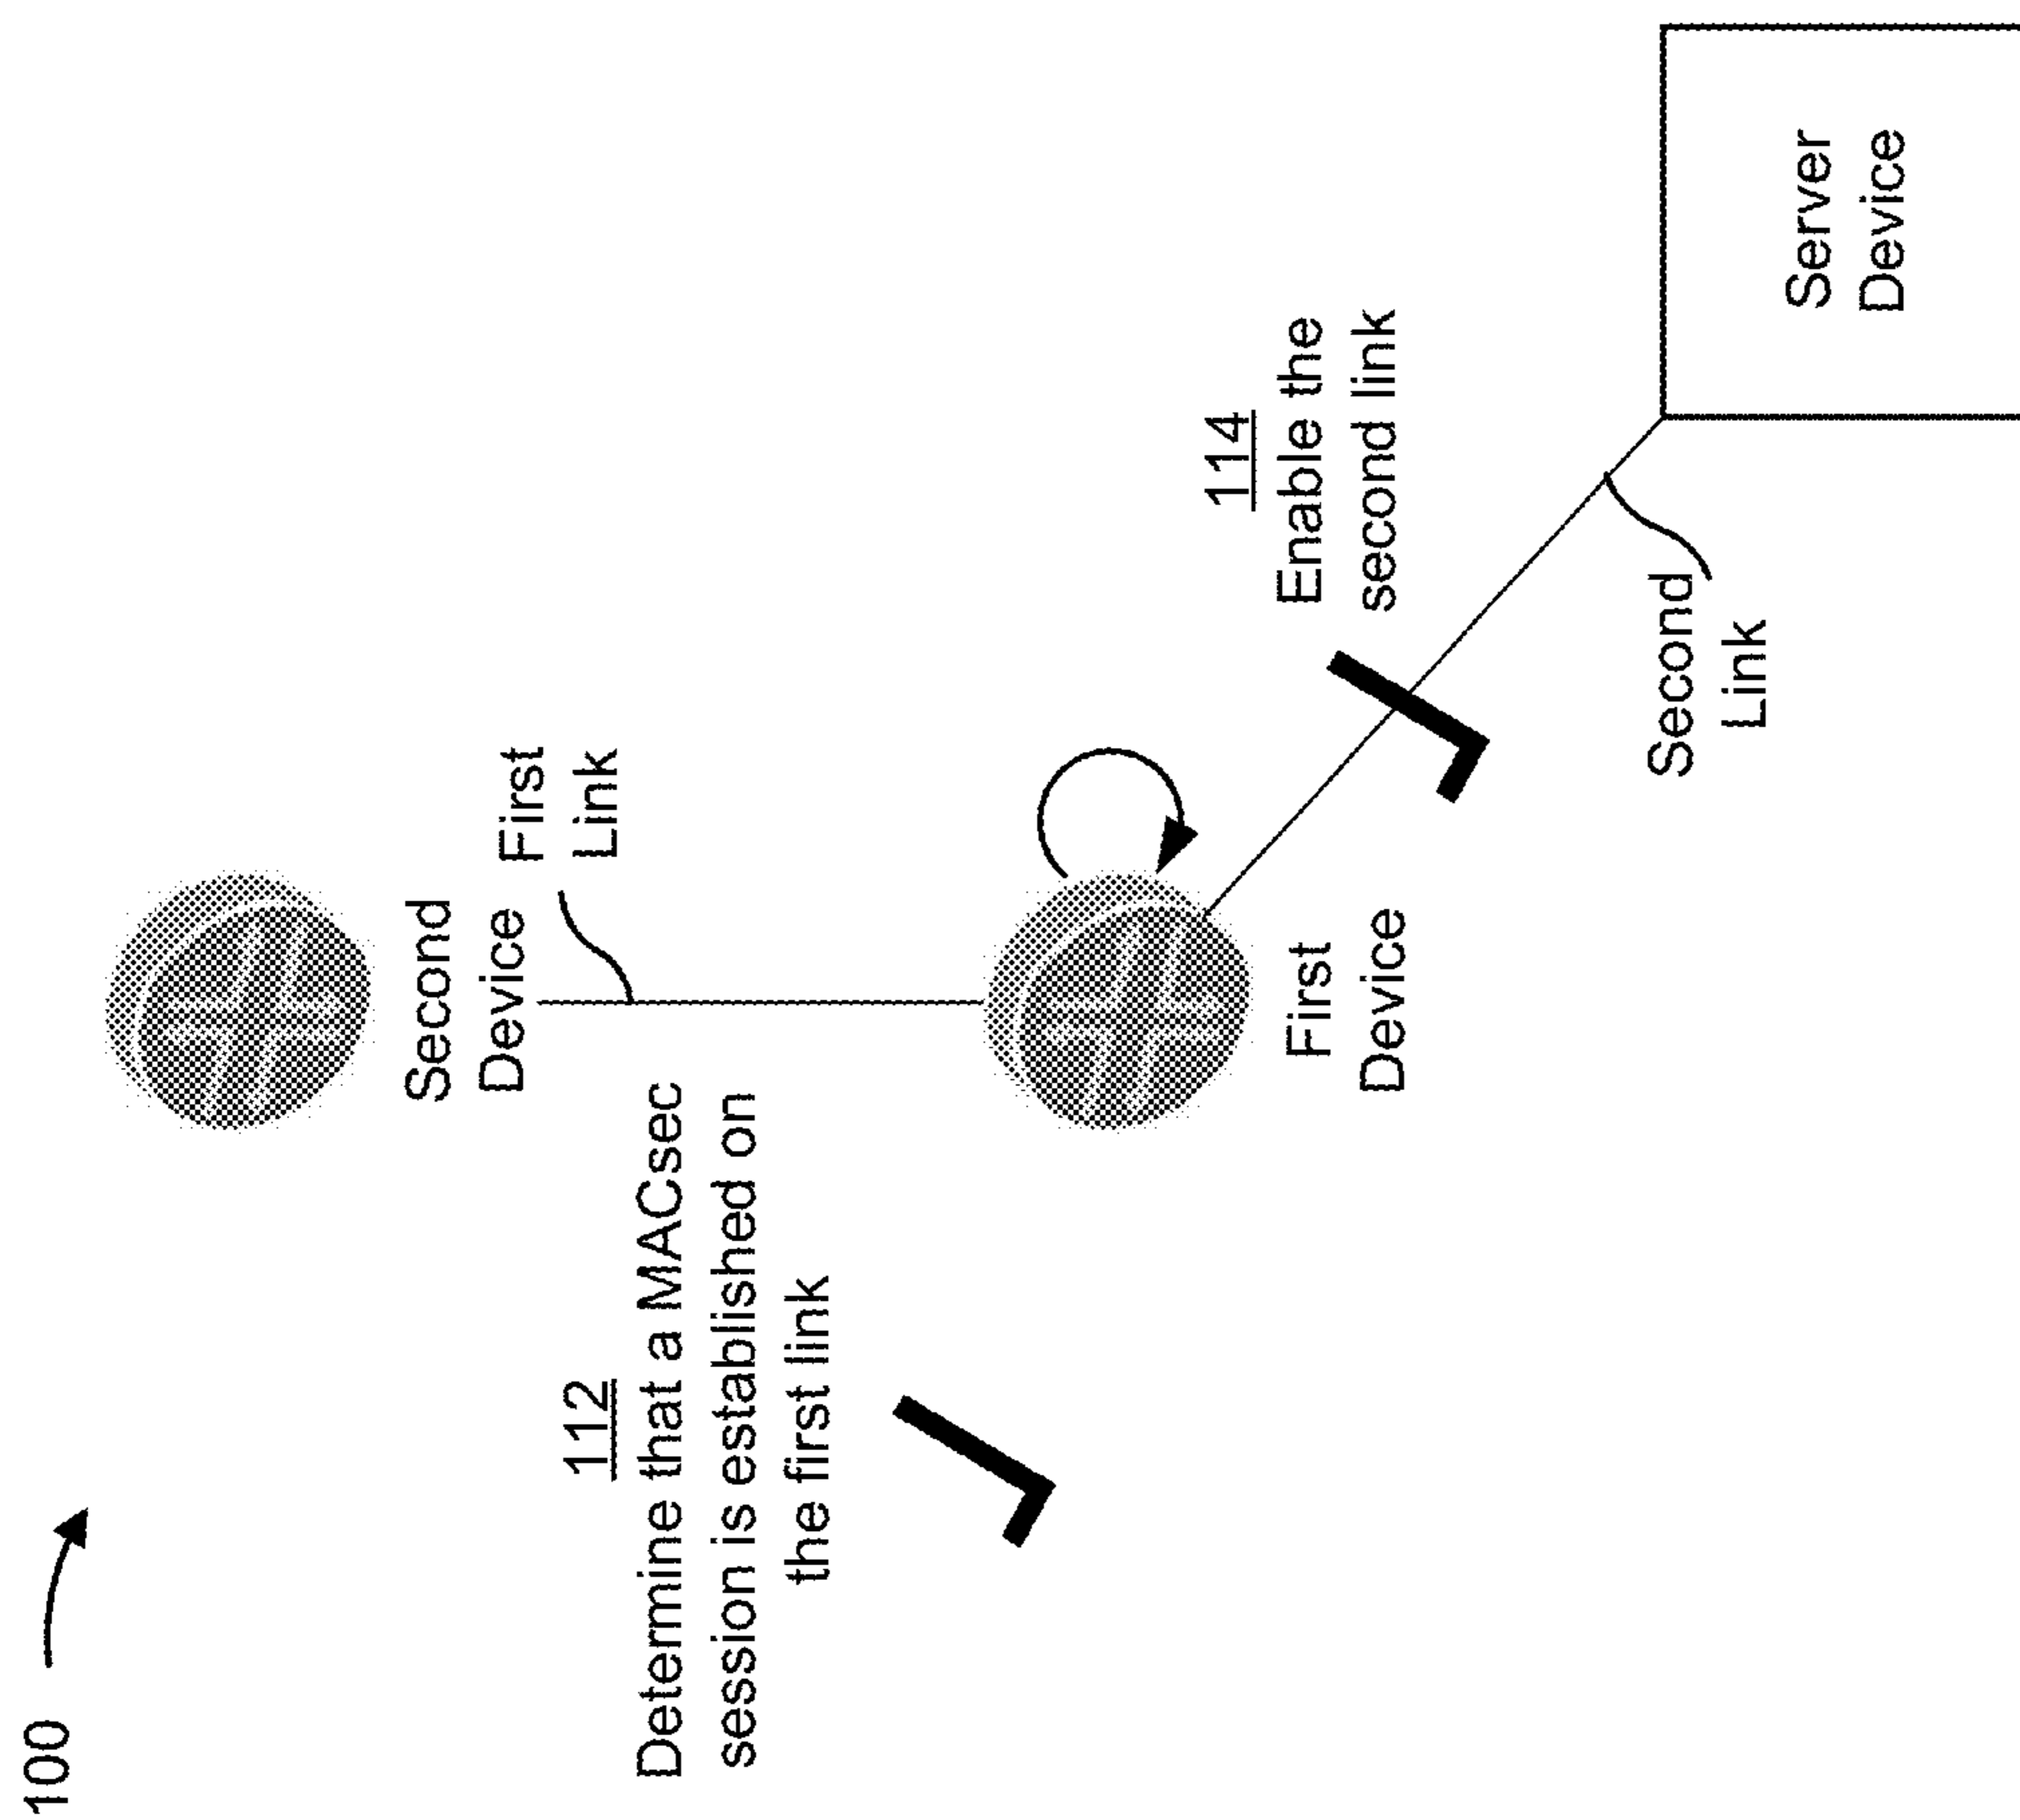 100
Second
Device
First
Link
112
Determine that a MACsec
session is established on
the first link
First
Device
114
Enable the
second link
Second
Link
Server
Device